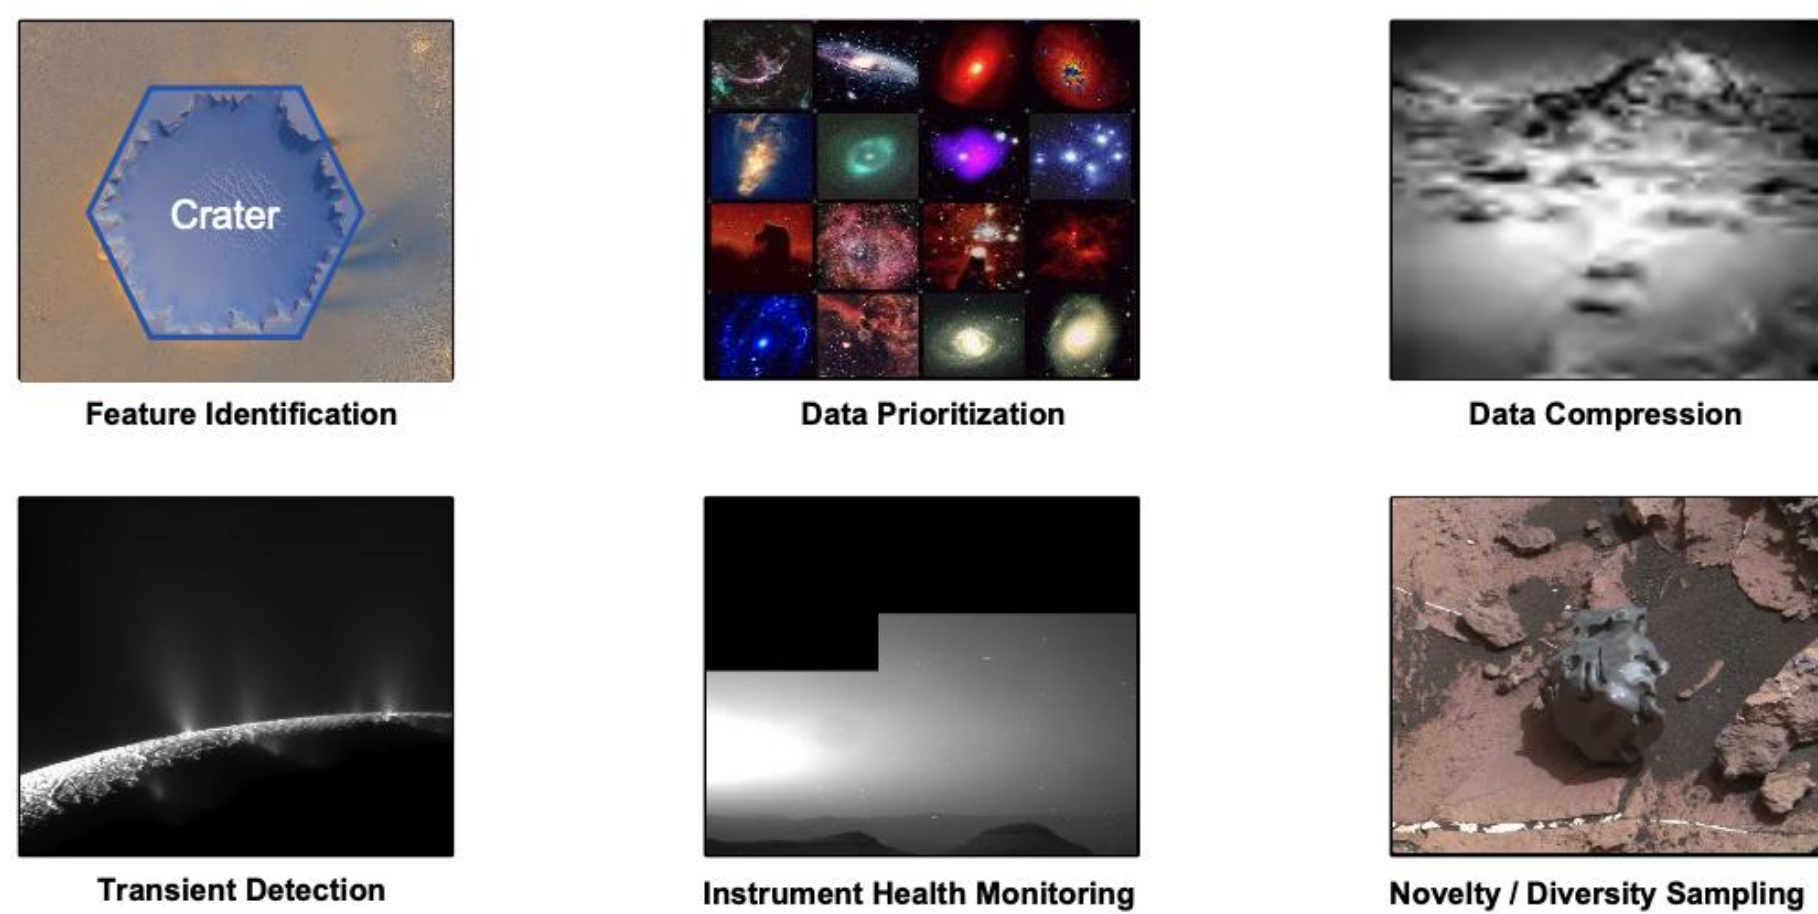 Crater
Feature Identification
Data Prioritization
Data Compression
Transient Detection
Instrument Health Monitoring
Novelty / Diversity Sampling